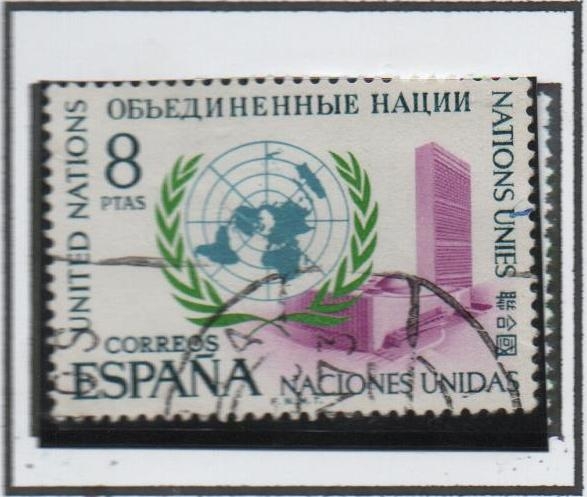 ОБЪЕДИНЕННЫЕ НАЦИИ
UNITED NATIONS
8
PTAS
NATIONS UNIES 聯合國
CORREOS
ESPAÑA
NACIONES UNIDAS
F.N.M.T.